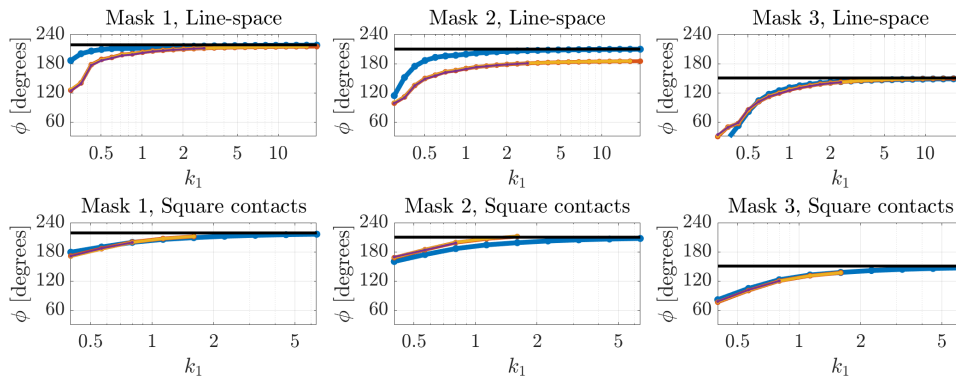 Mask 1, Line-space
Mask 2, Line-space
Mask 3, Line-space
240
180
120
60
ϕ [degrees]
0.5 1 2 5 10
k₁
240
180
120
60
ϕ [degrees]
0.5 1 2 5 10
k₁
240
180
120
60
ϕ [degrees]
0.5 1 2 5 10
k₁
Mask 1, Square contacts
Mask 2, Square contacts
Mask 3, Square contacts
240
180
120
60
ϕ [degrees]
0.5 1 2 5
k₁
240
180
120
60
ϕ [degrees]
0.5 1 2 5
k₁
240
180
120
60
ϕ [degrees]
0.5 1 2 5
k₁